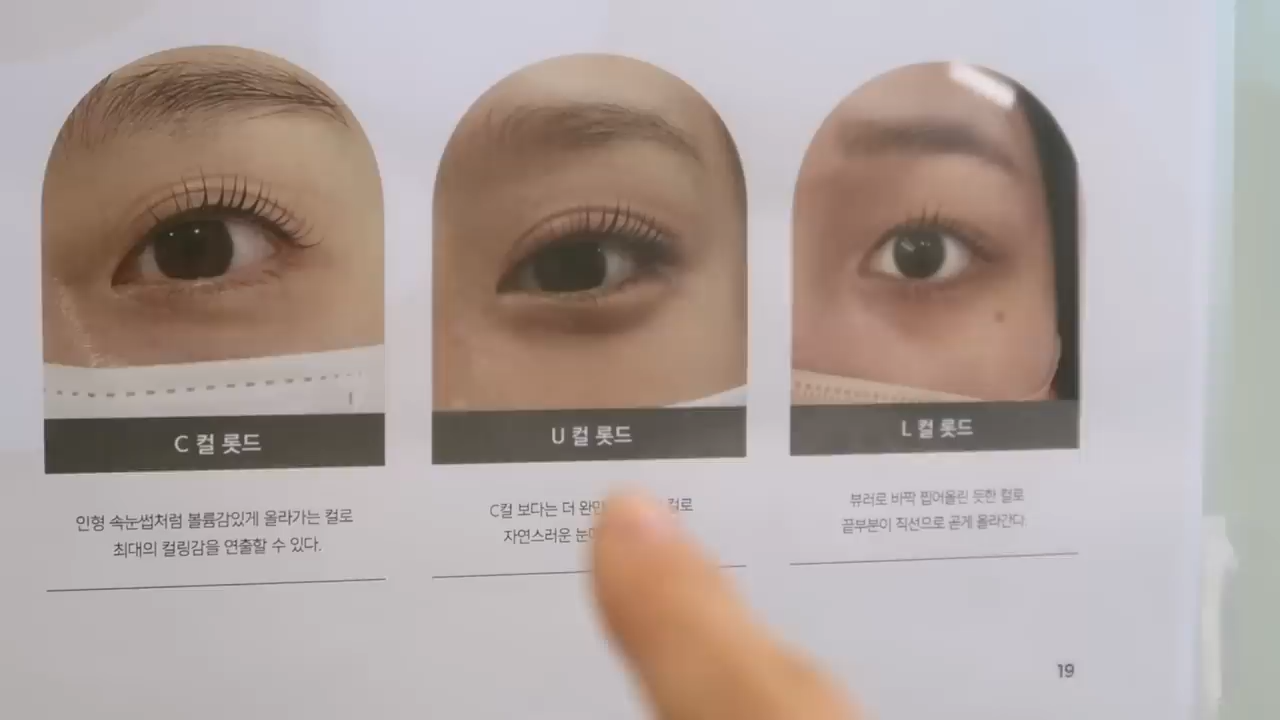 C 컬 롯드
인형 속눈썹처럼 볼륨감있게 올라가는 컬로
최대의 컬링감을 연출할 수 있다.
U 컬 롯드
C컬 보다는 더 컬로
자연스러운
L 컬 롯드
뷰러로 바짝 찝어올린 듯한 컬로
끝부분이 직선으로 곧게 올라간다.
19